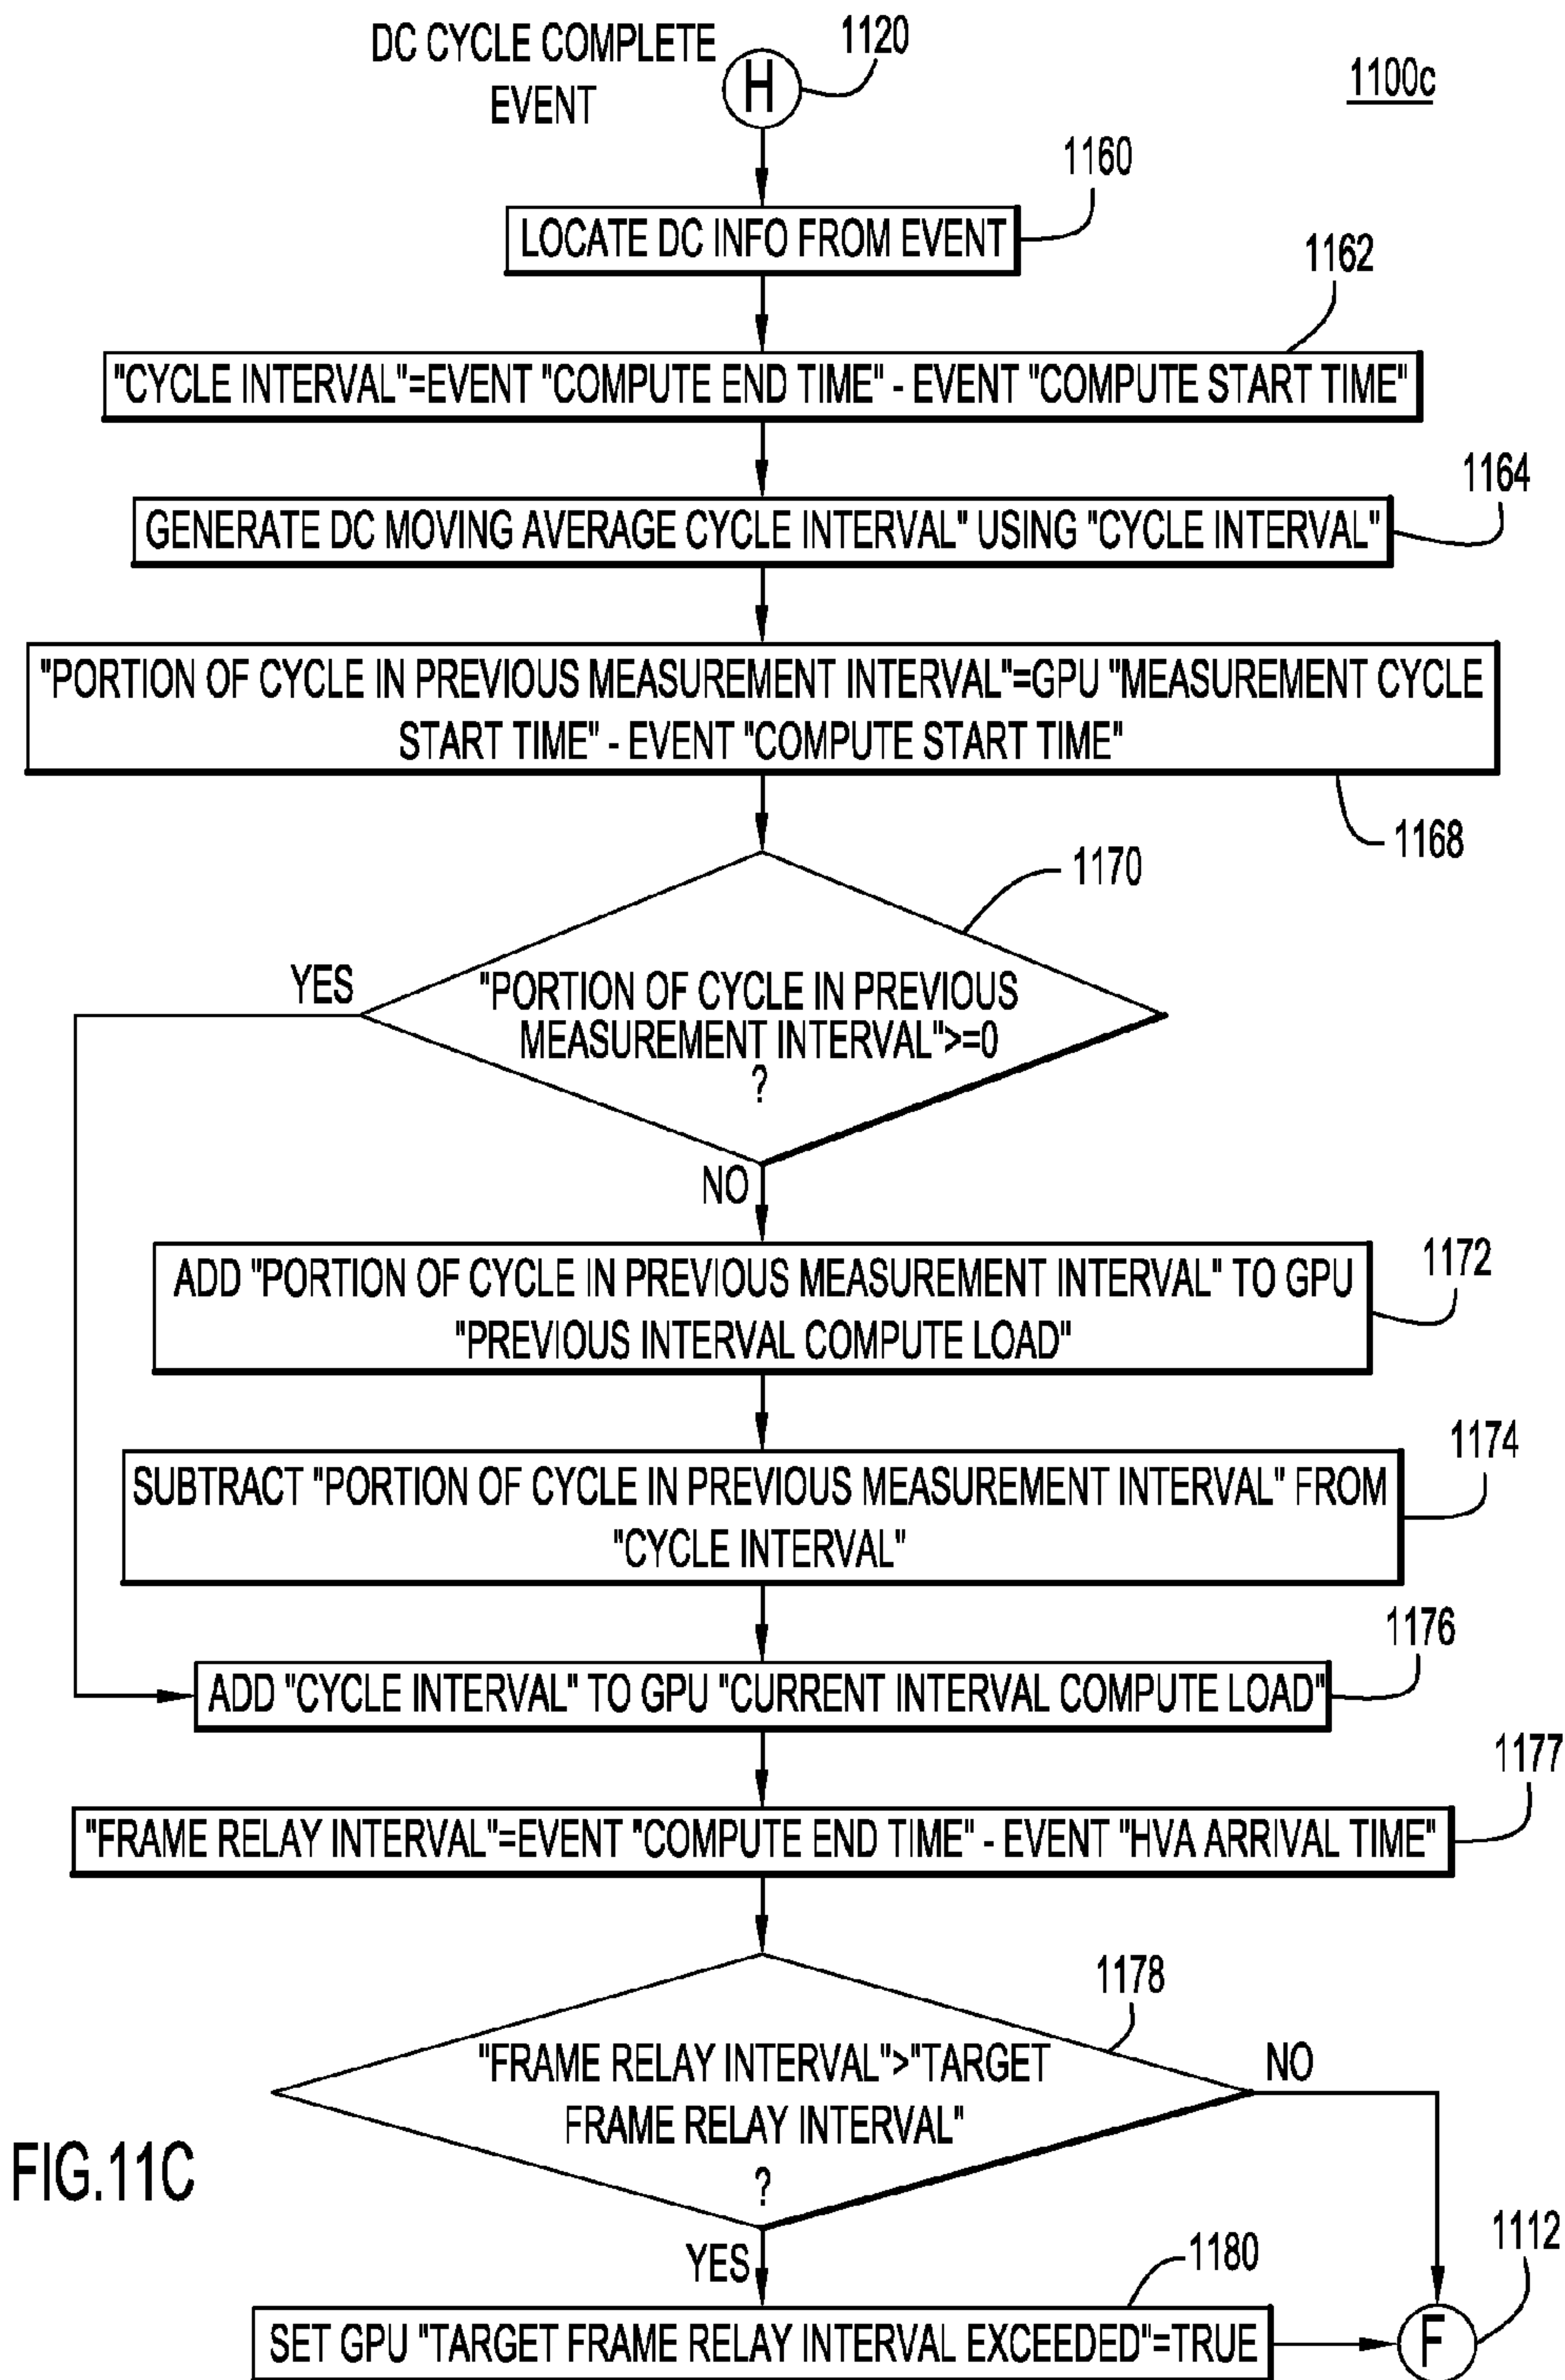 DC CYCLE COMPLETE
EVENT
H
1120
1100c
1160
LOCATE DC INFO FROM EVENT
1162
"CYCLE INTERVAL"=EVENT "COMPUTE END TIME" - EVENT "COMPUTE START TIME"
1164
GENERATE DC MOVING AVERAGE CYCLE INTERVAL" USING "CYCLE INTERVAL"
"PORTION OF CYCLE IN PREVIOUS MEASUREMENT INTERVAL"=GPU "MEASUREMENT CYCLE
START TIME" - EVENT "COMPUTE START TIME"
1168
1170
YES
"PORTION OF CYCLE IN PREVIOUS
MEASUREMENT INTERVAL">=0
?
NO
ADD "PORTION OF CYCLE IN PREVIOUS MEASUREMENT INTERVAL" TO GPU
"PREVIOUS INTERVAL COMPUTE LOAD"
1172
1174
SUBTRACT "PORTION OF CYCLE IN PREVIOUS MEASUREMENT INTERVAL" FROM
"CYCLE INTERVAL"
1176
ADD "CYCLE INTERVAL" TO GPU "CURRENT INTERVAL COMPUTE LOAD"
1177
"FRAME RELAY INTERVAL"=EVENT "COMPUTE END TIME" - EVENT "HVA ARRIVAL TIME"
1178
"FRAME RELAY INTERVAL">"TARGET
FRAME RELAY INTERVAL"
?
NO
FIG.11C
YES
1180
1112
SET GPU "TARGET FRAME RELAY INTERVAL EXCEEDED"=TRUE
F